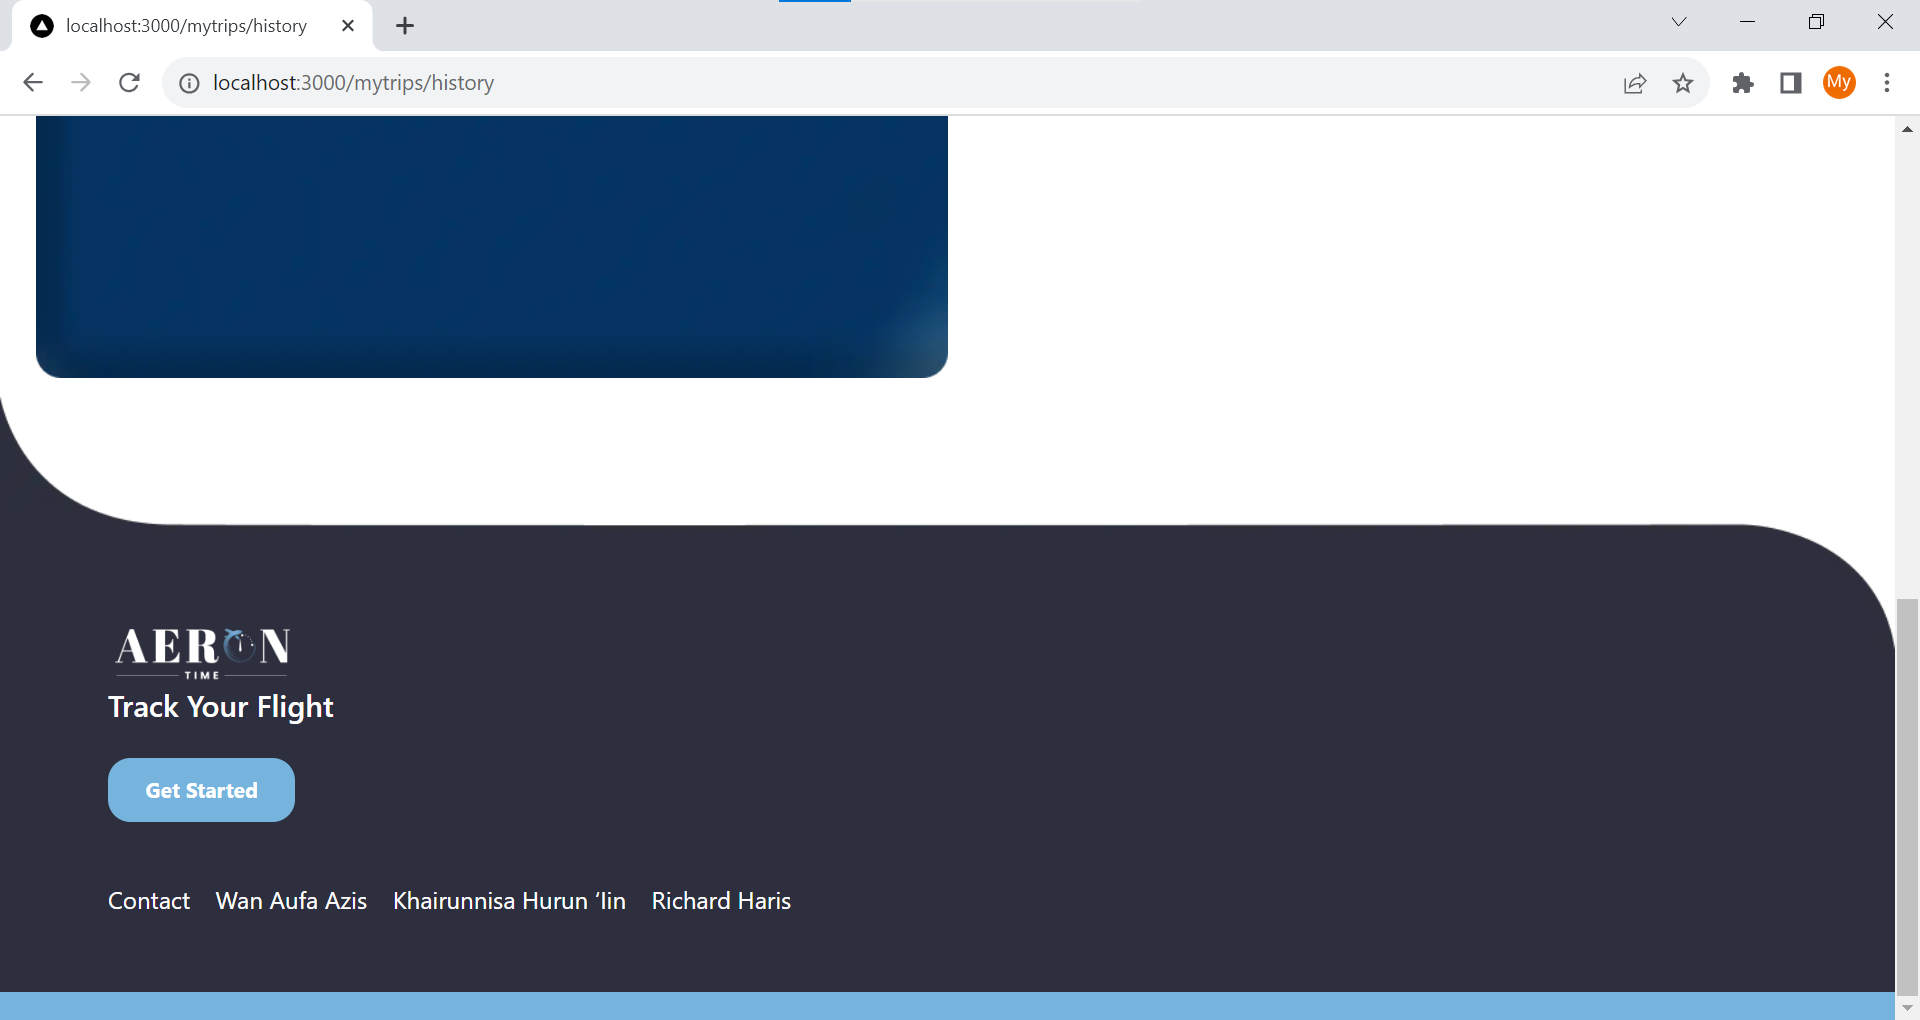 localhost:3000/mytrips/history
localhost:3000/mytrips/history
My
AERON
TIME
Track Your Flight
Get Started
Contact Wan Aufa Azis Khairunnisa Hurun ‘Iin Richard Haris